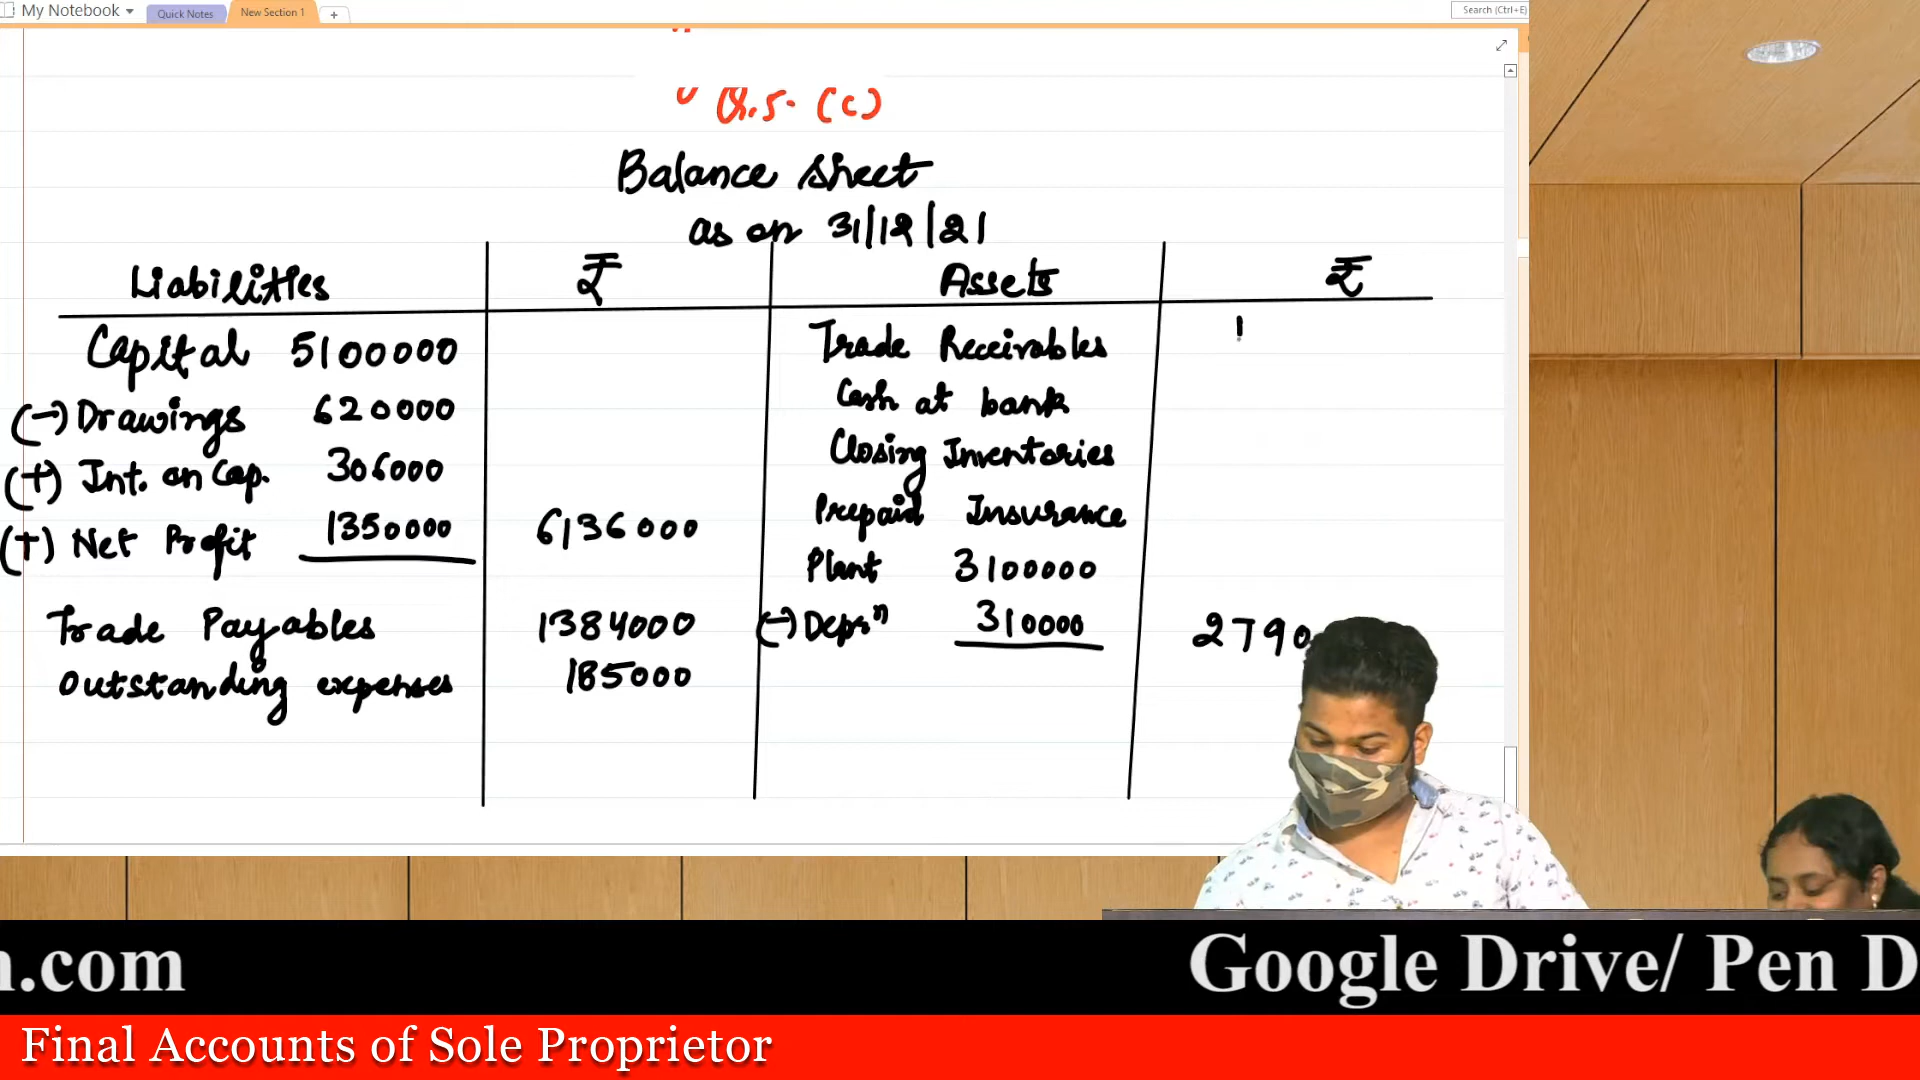 My Notebook
Quick Notes
New Section 1
+
Search (Ctrl+E)
Q.5- (C)
Balance Sheet
as on 31/12/21
Liabilities ₹ Assets ₹
Capital 5100000 Trade Receivables
(-) Drawings 620000 Cash at bank
(+) Int. on Cap. 306000 Closing Inventories
(+) Net Profit 1350000 6136000 Prepaid Insurance
Plant 3100000
Trade Payables 1384000 (-) Deprⁿ 310000 2790
Outstanding expenses 185000
n.com Google Drive/ Pen D
Final Accounts of Sole Proprietor